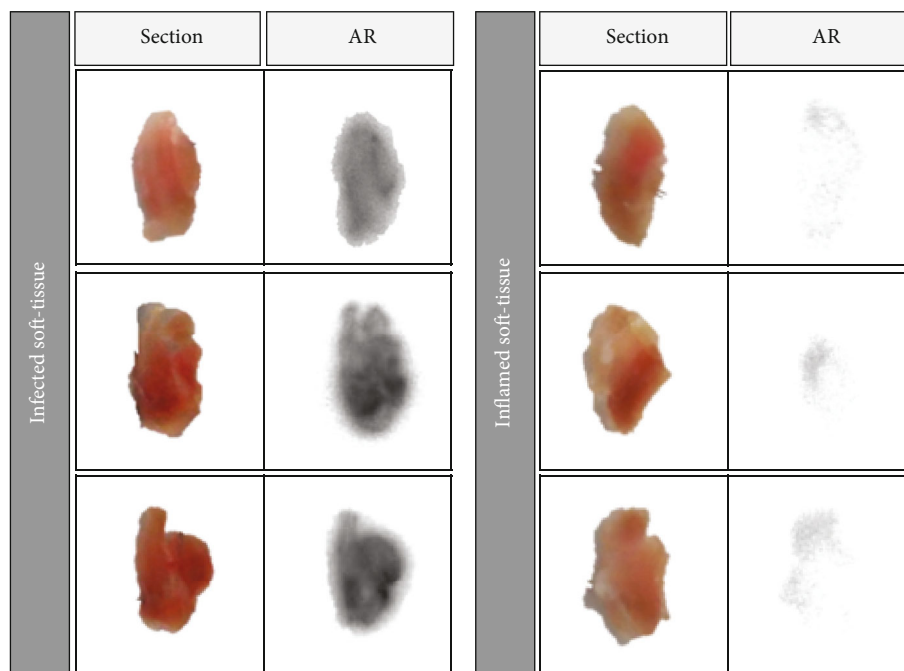 Section
AR
Infected soft-tissue
Section
AR
Inflamed soft-tissue